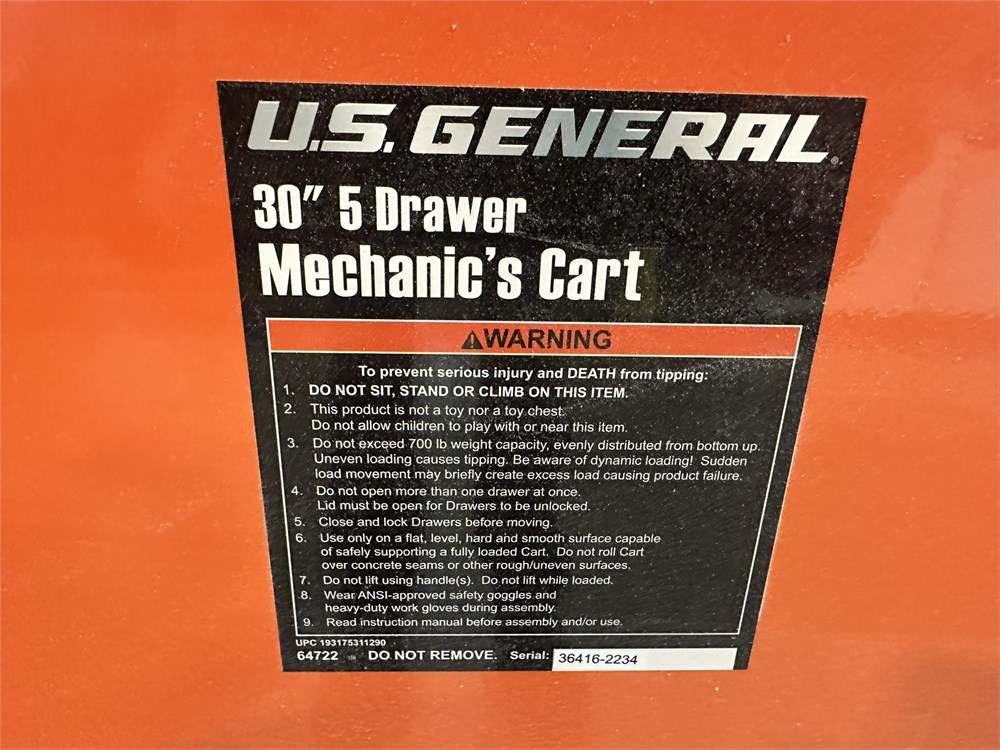 U.S. GENERAL®
30" 5 Drawer
Mechanic's Cart
⚠WARNING
To prevent serious injury and DEATH from tipping:
1. DO NOT SIT, STAND OR CLIMB ON THIS ITEM.
2. This product is not a toy nor a toy chest.
Do not allow children to play with or near this item.
3. Do not exceed 700 lb weight capacity, evenly distributed from bottom up.
Uneven loading causes tipping. Be aware of dynamic loading! Sudden
load movement may briefly create excess load causing product failure.
4. Do not open more than one drawer at once.
Lid must be open for Drawers to be unlocked.
5. Close and lock Drawers before moving.
6. Use only on a flat, level, hard and smooth surface capable
of safely supporting a fully loaded Cart. Do not roll Cart
over concrete seams or other rough/uneven surfaces.
7. Do not lift using handle(s). Do not lift while loaded.
8. Wear ANSI-approved safety goggles and
heavy-duty work gloves during assembly.
9. Read instruction manual before assembly and/or use.
UPC 193175311290
64722 DO NOT REMOVE. Serial: 36416-2234